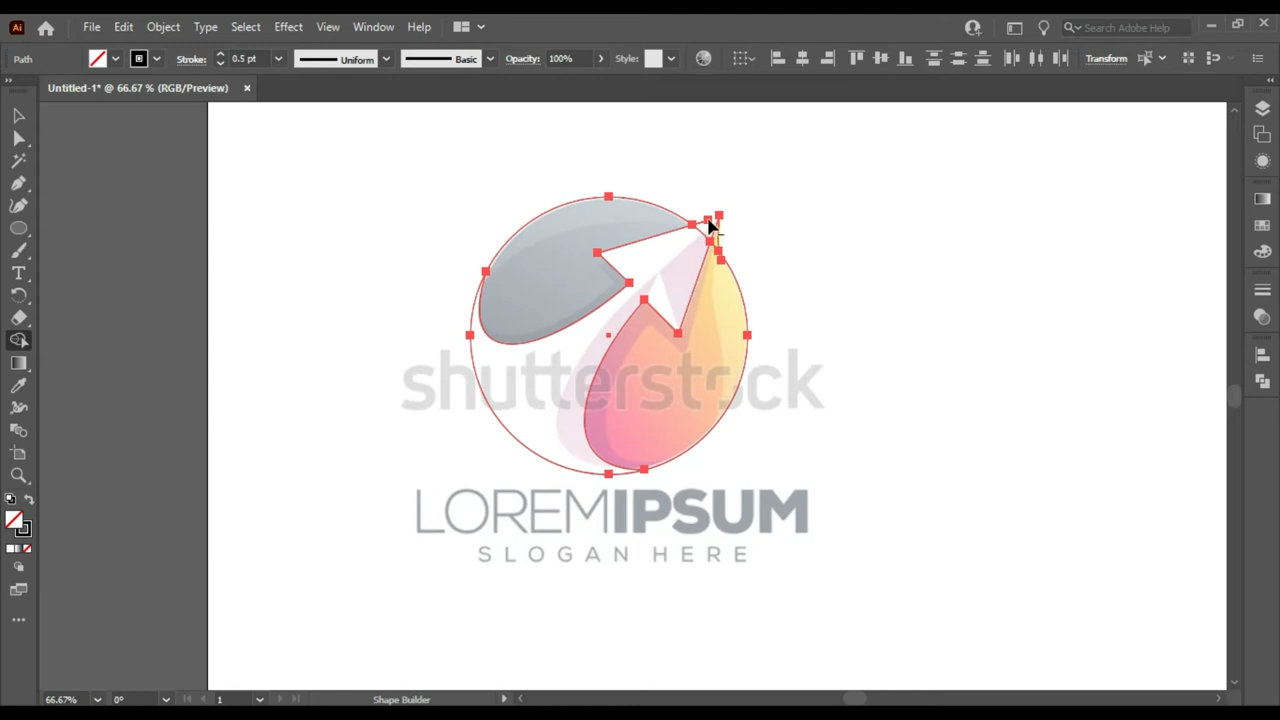 Ai File Edit Object Type Select Effect View Window Help Search Adobe Help
Path Stroke: 0.5 pt Uniform Basic Opacity: 100% Style: Transform
Untitled-1* @ 66.67 % (RGB/Preview) ×
shutterstock
LOREMIPSUM
SLOGAN HERE
66.67% 0° 1 Shape Builder